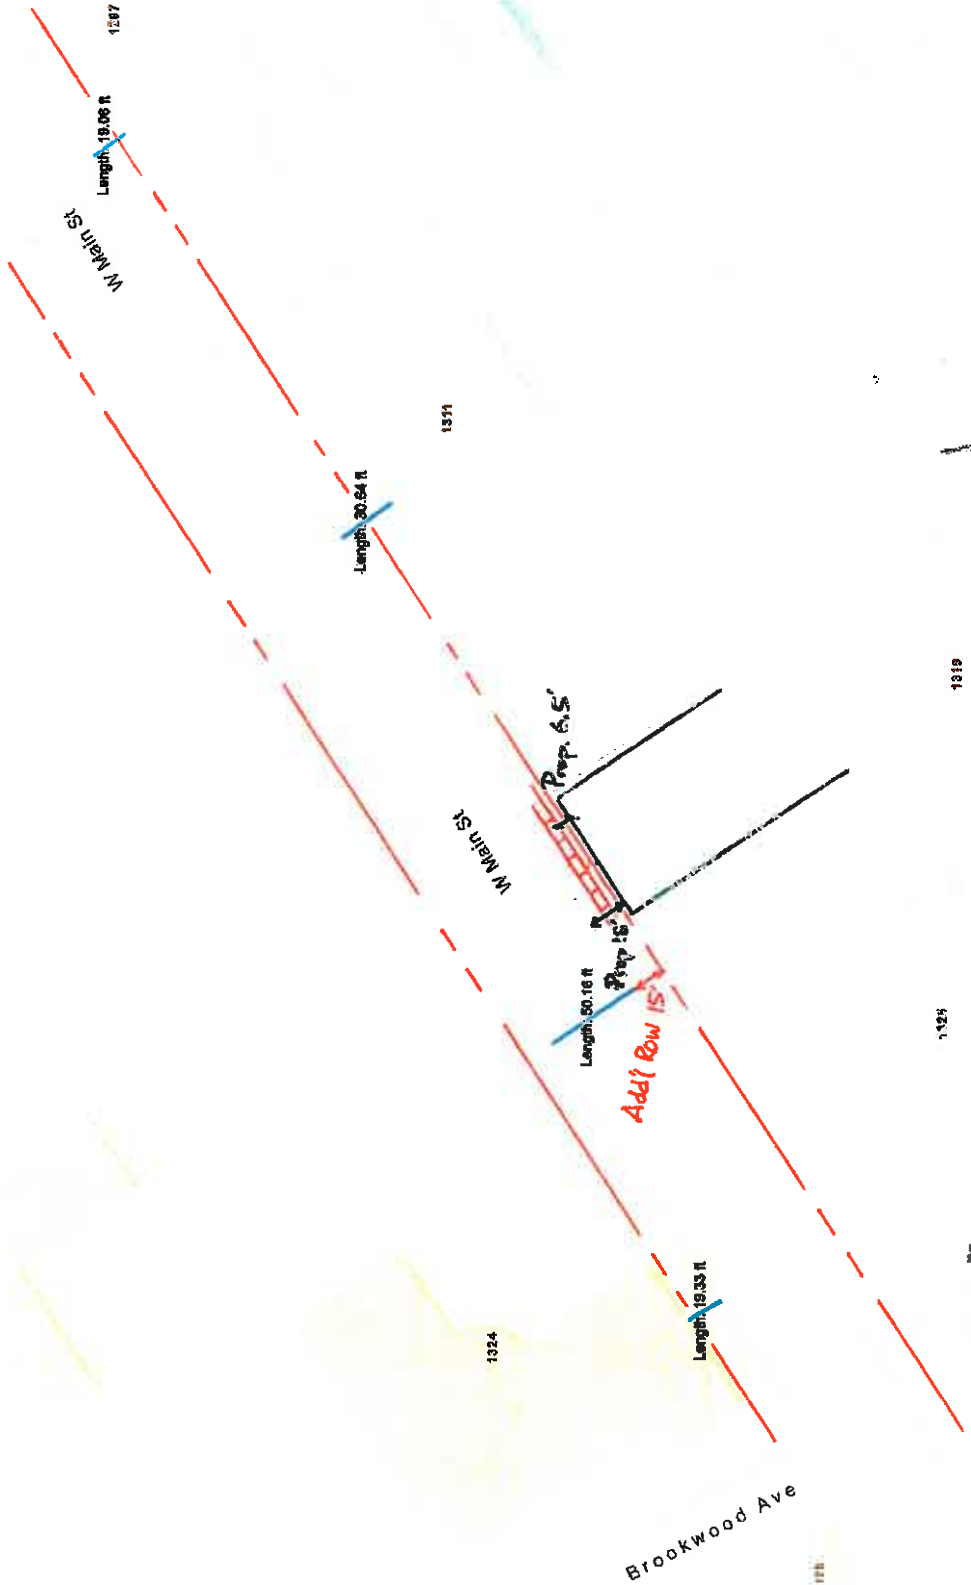 1287
Length: 19.06 ft
W Main St
1311
Length: 30.64 ft
1319
Prop. 6.5'
W Main St
Prop 15'
Length: 50.16 ft
Add'l Row 15'
1325
Length: 19.33 ft
1324
Brookwood Ave